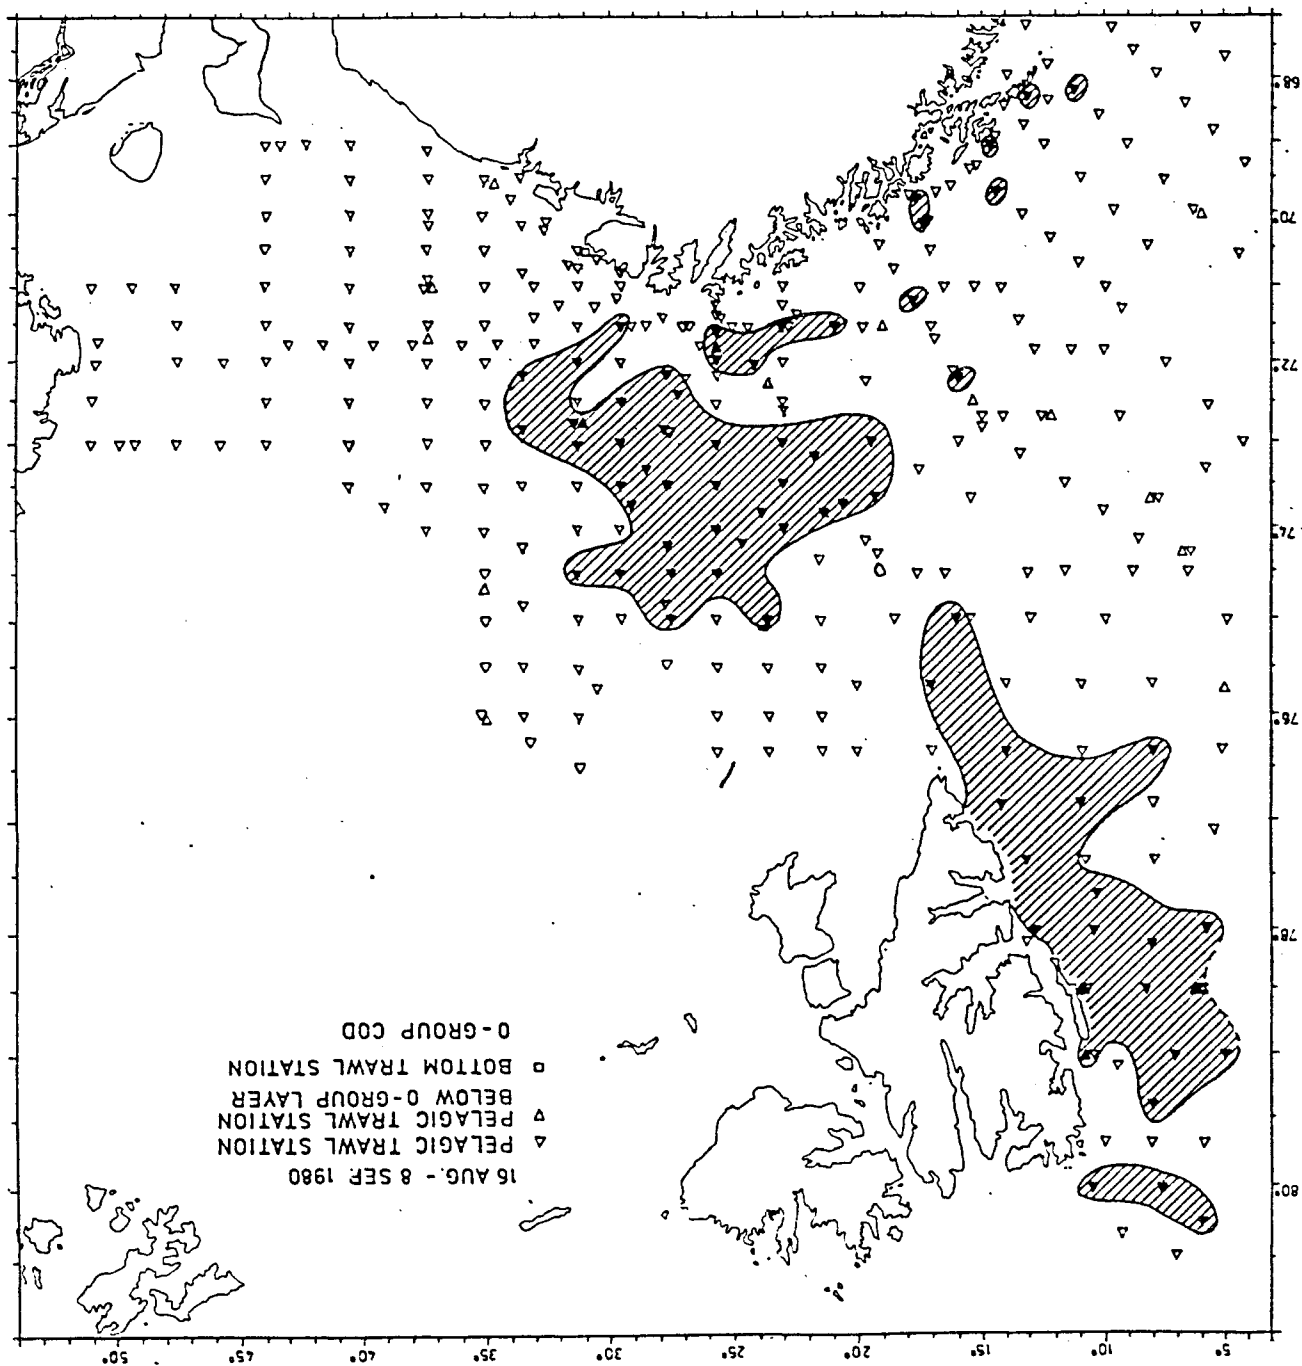 5° 10° 15° 20° 25° 30° 35° 40° 45° 50°
80°
16 AUG. - 8 SEP. 1980
PELAGIC TRAWL STATION
PELAGIC TRAWL STATION
BELOW 0-GROUP LAYER
BOTTOM TRAWL STATION
0-GROUP COD
78°
76°
74°
72°
70°
68°